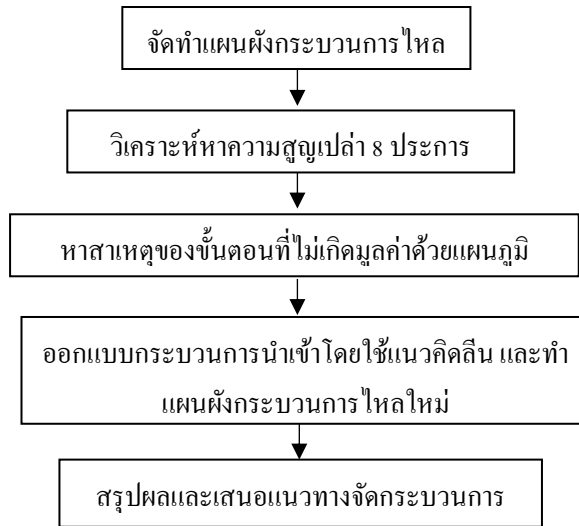 จัดทำแผนผังกระบวนการไหล
วิเคราะห์หาความสูญเปล่า 8 ประการ
หาสาเหตุของขั้นตอนที่ไม่เกิดมูลค่าด้วยแผนภูมิ
ออกแบบกระบวนการนำเข้าโดยใช้แนวคิดลีน และทำ
แผนผังกระบวนการไหลใหม่
สรุปผลและเสนอแนวทางจัดกระบวนการ